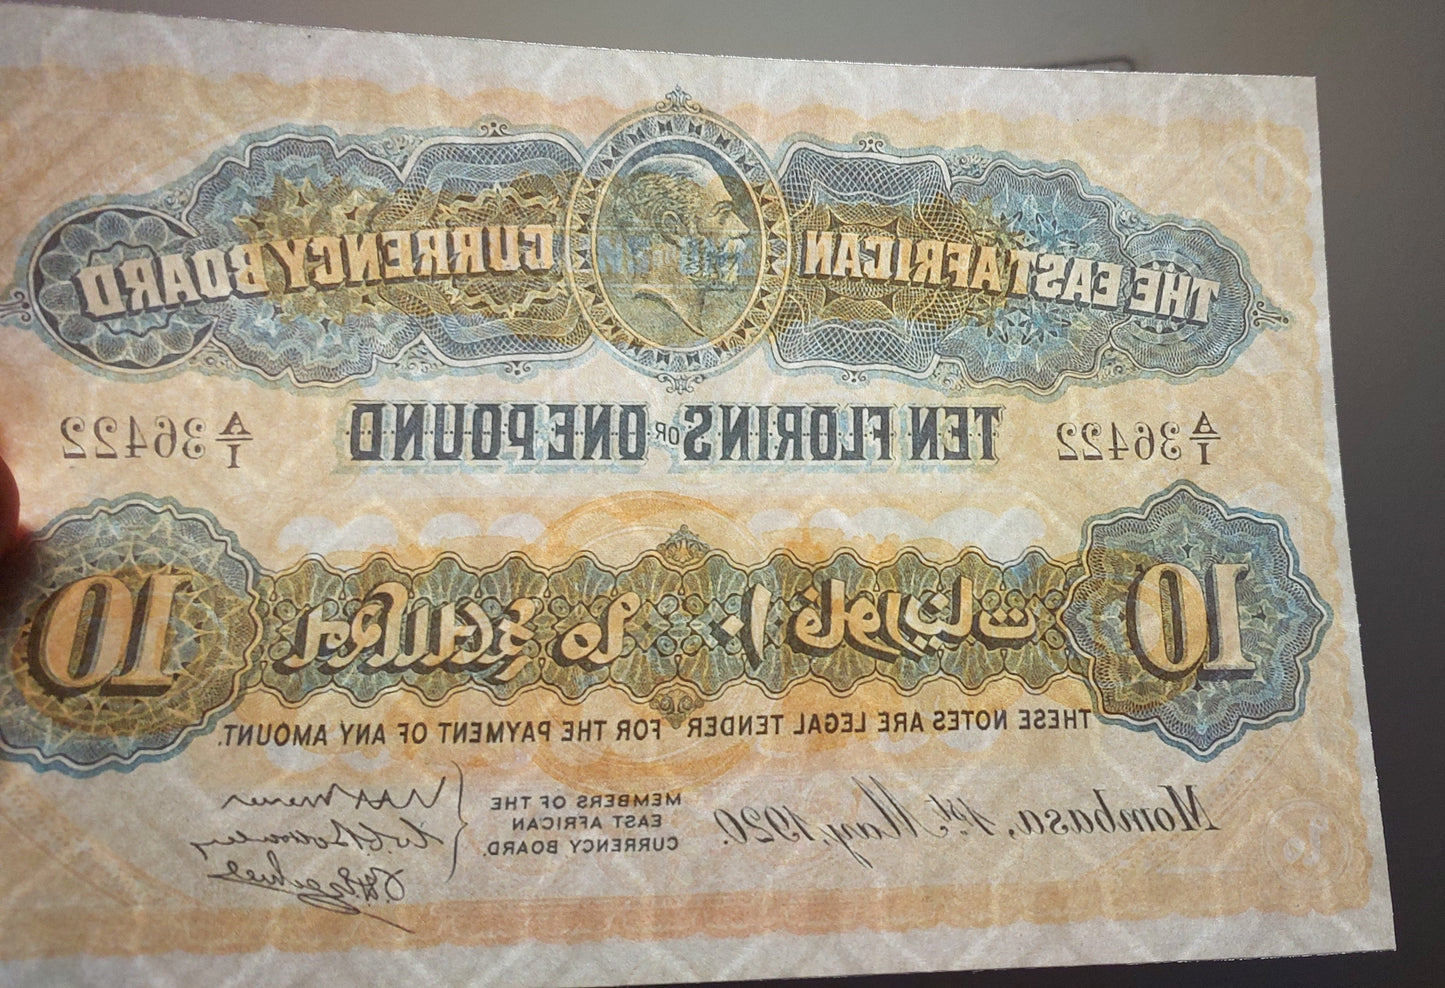 THE EAST AFRICAN CURRENCY BOARD
A/1 36422 TEN FLORINS OR ONE POUND A/1 36422
10 10
THESE NOTES ARE LEGAL TENDER FOR THE PAYMENT OF ANY AMOUNT.
Mombasa, 1st May, 1920.
MEMBERS OF THE
EAST AFRICAN
CURRENCY BOARD.